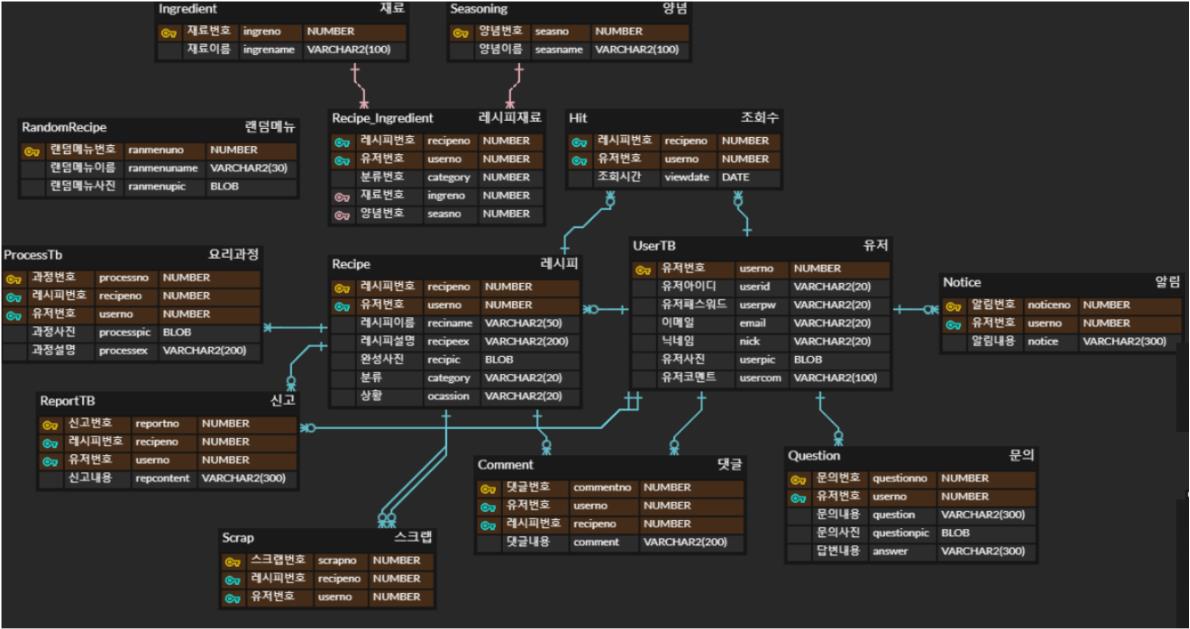 Ingredient 재료
재료번호 ingreno NUMBER
재료이름 ingrename VARCHAR2(100)
Seasoning 양념
양념번호 seasno NUMBER
양념이름 seasname VARCHAR2(100)
RandomRecipe 랜덤메뉴
랜덤메뉴번호 ranmenuno NUMBER
랜덤메뉴이름 ranmenuname VARCHAR2(30)
랜덤메뉴사진 ranmenupic BLOB
Recipe_Ingredient 레시피재료
레시피번호 recipeno NUMBER
유저번호 userno NUMBER
분류번호 category NUMBER
재료번호 ingreno NUMBER
양념번호 seasno NUMBER
Hit 조회수
레시피번호 recipeno NUMBER
유저번호 userno NUMBER
조회시간 viewdate DATE
ProcessTb 요리과정
과정번호 processno NUMBER
레시피번호 recipeno NUMBER
유저번호 userno NUMBER
과정사진 processpic BLOB
과정설명 processex VARCHAR2(200)
Recipe 레시피
레시피번호 recipeno NUMBER
유저번호 userno NUMBER
레시피이름 reciname VARCHAR2(50)
레시피설명 recipeex VARCHAR2(200)
완성사진 recipic BLOB
분류 category VARCHAR2(20)
상황 ocassion VARCHAR2(20)
UserTB 유저
유저번호 userno NUMBER
유저아이디 userid VARCHAR2(20)
유저패스워드 userpw VARCHAR2(20)
이메일 email VARCHAR2(20)
닉네임 nick VARCHAR2(20)
유저사진 userpic BLOB
유저코멘트 usercom VARCHAR2(100)
Notice 알림
알림번호 noticeno NUMBER
유저번호 userno NUMBER
알림내용 notice VARCHAR2(300)
ReportTB 신고
신고번호 reportno NUMBER
레시피번호 recipeno NUMBER
유저번호 userno NUMBER
신고내용 repcontent VARCHAR2(300)
Comment 댓글
댓글번호 commentno NUMBER
유저번호 userno NUMBER
레시피번호 recipeno NUMBER
댓글내용 comment VARCHAR2(200)
Question 문의
문의번호 questionno NUMBER
유저번호 userno NUMBER
문의내용 question VARCHAR2(300)
문의사진 questionpic BLOB
답변내용 answer VARCHAR2(300)
Scrap 스크랩
스크랩번호 scrapno NUMBER
레시피번호 recipeno NUMBER
유저번호 userno NUMBER